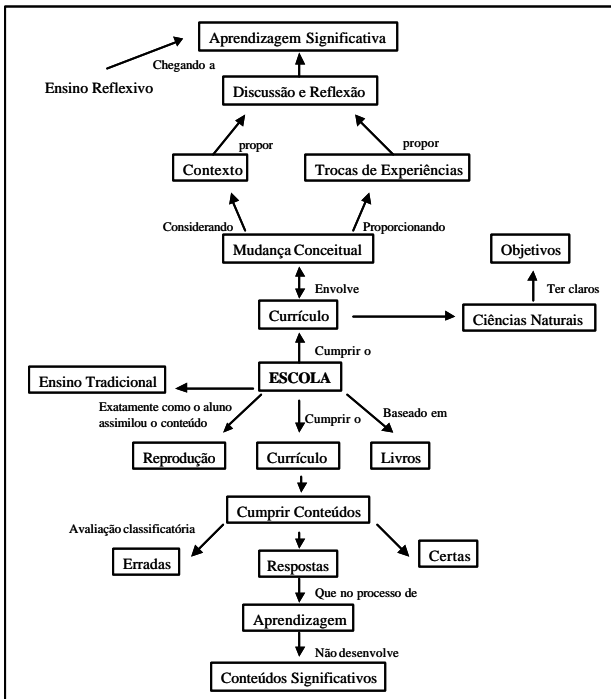 Aprendizagem Significativa
Chegando a
Ensino Reflexivo
Discussão e Reflexão
propor
propor
Contexto
Trocas de Experiências
Considerando
Proporcionando
Mudança Conceitual
Objetivos
Envolve
Ter claros
Currículo
Ciências Naturais
Cumprir o
Ensino Tradicional
ESCOLA
Exatamente como o aluno
assimilou o conteúdo
Cumprir o
Baseado em
Reprodução
Currículo
Livros
Cumprir Conteúdos
Avaliação classificatória
Erradas
Respostas
Certas
Que no processo de
Aprendizagem
Não desenvolve
Conteúdos Significativos